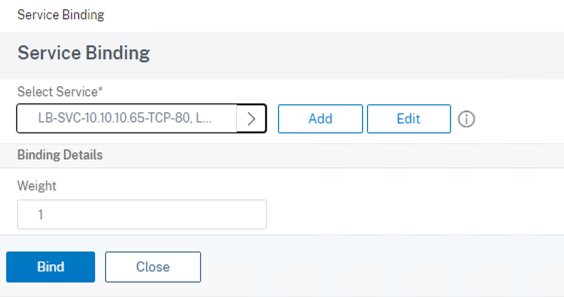 Service Binding
Service Binding
Select Service*
LB-SVC-10.10.10.65-TCP-80, L...
Add
Edit
Binding Details
Weight
1
Bind
Close